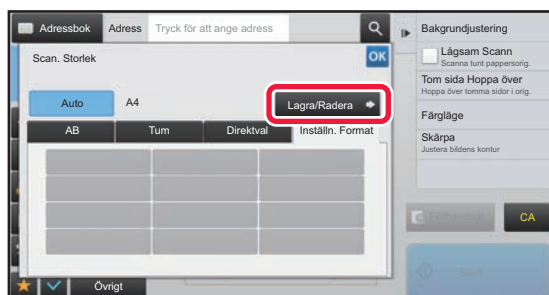 Adressbok
Adress
Tryck för att ange adress
Bakgrundjustering
Scan. Storlek
OK
Lågsam Scann
Scanna tunt pappersorig.
Tom sida Hoppa över
Hoppa över tomma sidor i orig.
Auto
A4
Lagra/Radera
Färgläge
AB
Tum
Direktval
Inställn. Format
Skärpa
Justera bildens kontur
CA
Övrigt